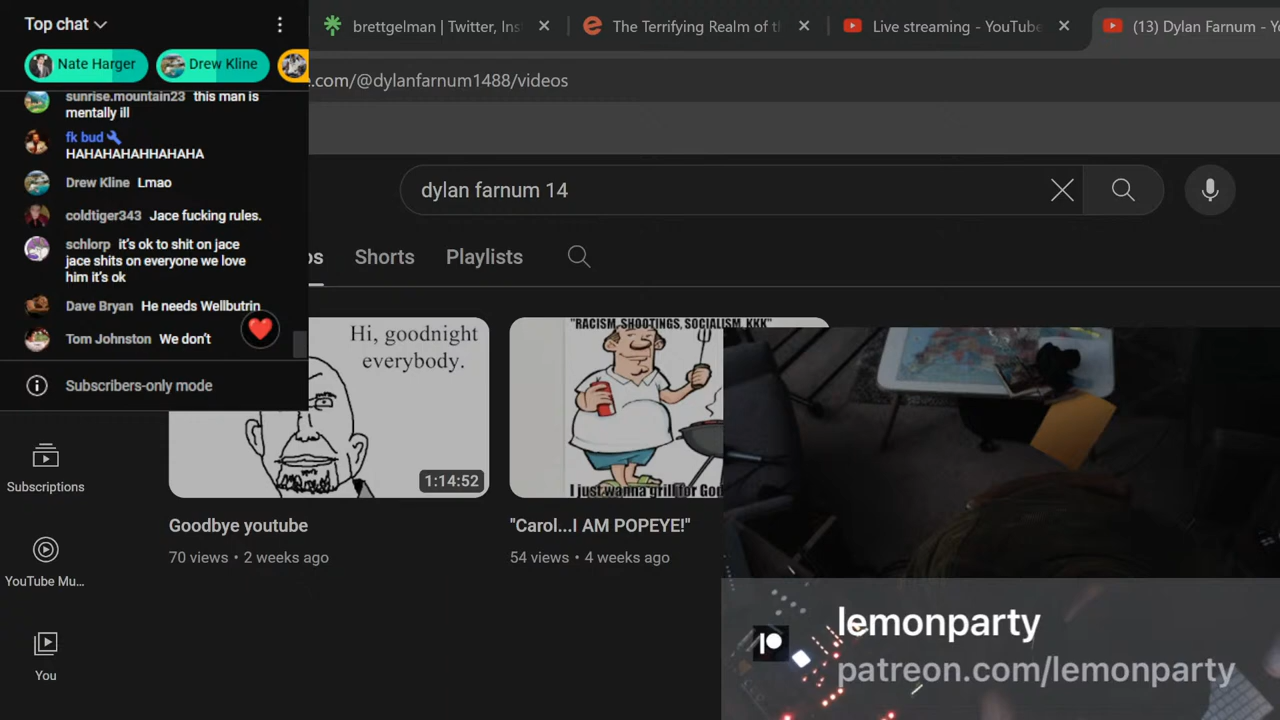 Top chat
Nate Harger
Drew Kline
sunrise.mountain23 this man is
mentally ill
fk bud
HAHAHAHAHHAHAHA
Drew Kline Lmao
coldtiger343 Jace fucking rules.
schlorp it's ok to shit on jace
jace shits on everyone we love
him it's ok
Dave Bryan He needs Wellbutrin
Tom Johnston We don't
Subscribers-only mode
brettgelman | Twitter, Ins
The Terrifying Realm of th
Live streaming - YouTube
(13) Dylan Farnum - Yo
e.com/@dylanfarnum1488/videos
dylan farnum 14
os
Shorts
Playlists
Hi, goodnight
everybody.
1:14:52
"RACISM, SHOOTINGS, SOCIALISM, KKK"
I just wanna grill for God
Subscriptions
YouTube Mu...
You
Goodbye youtube
70 views • 2 weeks ago
"Carol...I AM POPEYE!"
54 views • 4 weeks ago
lemonparty
patreon.com/lemonparty